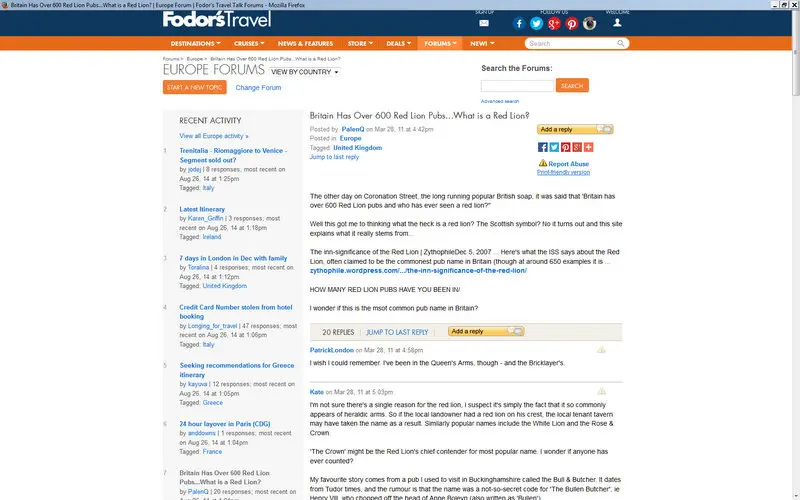 Britain Has Over 600 Red Lion Pubs...What is a Red Lion? | Europe Forum | Fodor's Travel Talk Forums - Mozilla Firefox
Fodor'sTravel
SIGN UP
FOLLOW US
WELCOME
DESTINATIONS CRUISES NEWS & FEATURES STORE DEALS FORUMS NEW! Search
Forums > Europe > Britain Has Over 600 Red Lion Pubs...What is a Red Lion?
EUROPE FORUMS VIEW BY COUNTRY
START A NEW TOPIC Change Forum
Search the Forums:
SEARCH
Advanced search
RECENT ACTIVITY
View all Europe activity »
1 Trenitalia - Riomaggiore to Venice -
Segment sold out?
by jodej | 8 responses; most recent on
Aug 26, 14 at 1:25pm
Tagged: Italy
2 Latest Itinerary
by Karen_Griffin | 3 responses; most
recent on Aug 26, 14 at 1:18pm
Tagged: Ireland
3 7 days in London in Dec with family
by Toralina | 4 responses; most recent
on Aug 26, 14 at 1:12pm
Tagged: United Kingdom
4 Credit Card Number stolen from hotel
booking
by Longing_for_travel | 47 responses; most
recent on Aug 26, 14 at 1:06pm
Tagged: Italy
5 Seeking recommendations for Greece
itinerary
by kayuva | 12 responses; most recent
on Aug 26, 14 at 1:05pm
Tagged: Greece
6 24 hour layover in Paris (CDG)
by anddowns | 1 responses; most recent
on Aug 26, 14 at 1:04pm
Tagged: France
7 Britain Has Over 600 Red Lion
Pubs...What is a Red Lion?
by PalenQ | 20 responses; most recent
Britain Has Over 600 Red Lion Pubs...What is a Red Lion?
Posted by: PalenQ on Mar 28, 11 at 4:42pm
Posted in: Europe
Tagged: United Kingdom
Jump to last reply
Add a reply
Report Abuse
Print-friendly version
The other day on Coronation Street, the long running popular British soap, it was said that 'Britain has
over 600 Red Lion pubs and who has ever seen a red lion?"
Well this got me to thinking what the heck is a red lion? The Scottish symbol? No it turns out and this site
explains what it really stems from...
The inn-significance of the Red Lion | ZythophileDec 5, 2007 ... Here's what the ISS says about the Red
Lion, often claimed to be the commonest pub name in Britain (though at around 650 examples it is ...
zythophile.wordpress.com/.../the-inn-significance-of-the-red-lion/
HOW MANY RED LION PUBS HAVE YOU BEEN IN/
I wonder if this is the msot common pub name in Britain?
20 REPLIES | JUMP TO LAST REPLY | Add a reply
PatrickLondon on Mar 28, 11 at 4:58pm
I wish I could remember. I've been in the Queen's Arms, though - and the Bricklayer's.
Kate on Mar 28, 11 at 5:03pm
I'm not sure there's a single reason for the red lion, i suspect it's simply the fact that it so commonly
appears of heraldic arms. So if the local landowner had a red lion on his crest, the local tenant tavern
may have taken the name as a result. Similarly popular names include the White Lion and the Rose &
Crown.
'The Crown' might be the Red Lion's chief contender for most popular name. I wonder if anyone has
ever counted?
My favourite story comes from a pub I used to visit in Buckinghamshire called the Bull & Butcher. It dates
from Tudor times, and the rumour is that the name was a not-so-secret code for 'The Bullen Butcher', ie
Henry VIII, who chopped off the head of Anne Boleyn (also written as 'Bullen').